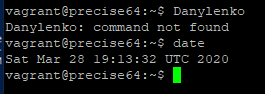 vagrant@precise64:~$ Danylenko
Danylenko: command not found
vagrant@precise64:~$ date
Sat Mar 28 19:13:32 UTC 2020
vagrant@precise64:~$